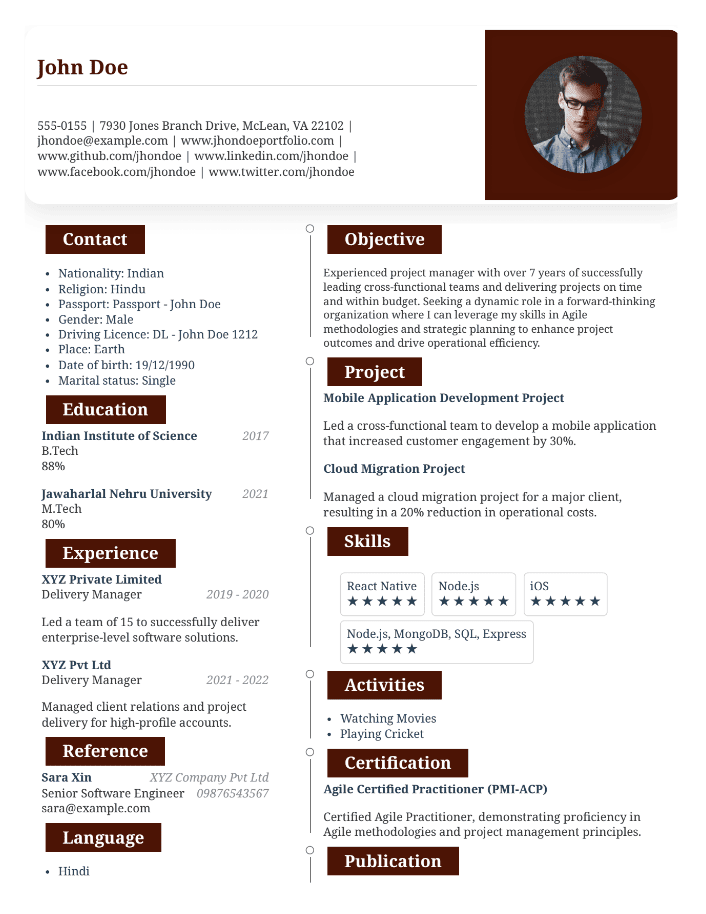 John Doe
555-0155 | 7930 Jones Branch Drive, McLean, VA 22102 |
jhondoe@example.com | www.jhondoeportfolio.com |
www.github.com/jhondoe | www.linkedin.com/jhondoe |
www.facebook.com/jhondoe | www.twitter.com/jhondoe
Contact
• Nationality: Indian
• Religion: Hindu
• Passport: Passport - John Doe
• Gender: Male
• Driving Licence: DL - John Doe 1212
• Place: Earth
• Date of birth: 19/12/1990
• Marital status: Single
Education
Indian Institute of Science 2017
B.Tech
88%
Jawaharlal Nehru University 2021
M.Tech
80%
Experience
XYZ Private Limited
Delivery Manager 2019 - 2020
Led a team of 15 to successfully deliver
enterprise-level software solutions.
XYZ Pvt Ltd
Delivery Manager 2021 - 2022
Managed client relations and project
delivery for high-profile accounts.
Reference
Sara Xin XYZ Company Pvt Ltd
Senior Software Engineer 09876543567
sara@example.com
Language
• Hindi
Objective
Experienced project manager with over 7 years of successfully
leading cross-functional teams and delivering projects on time
and within budget. Seeking a dynamic role in a forward-thinking
organization where I can leverage my skills in Agile
methodologies and strategic planning to enhance project
outcomes and drive operational efficiency.
Project
Mobile Application Development Project
Led a cross-functional team to develop a mobile application
that increased customer engagement by 30%.
Cloud Migration Project
Managed a cloud migration project for a major client,
resulting in a 20% reduction in operational costs.
Skills
React Native Node.js iOS
★★★★★ ★★★★★ ★★★★★
Node.js, MongoDB, SQL, Express
★★★★★
Activities
• Watching Movies
• Playing Cricket
Certification
Agile Certified Practitioner (PMI-ACP)
Certified Agile Practitioner, demonstrating proficiency in
Agile methodologies and project management principles.
Publication